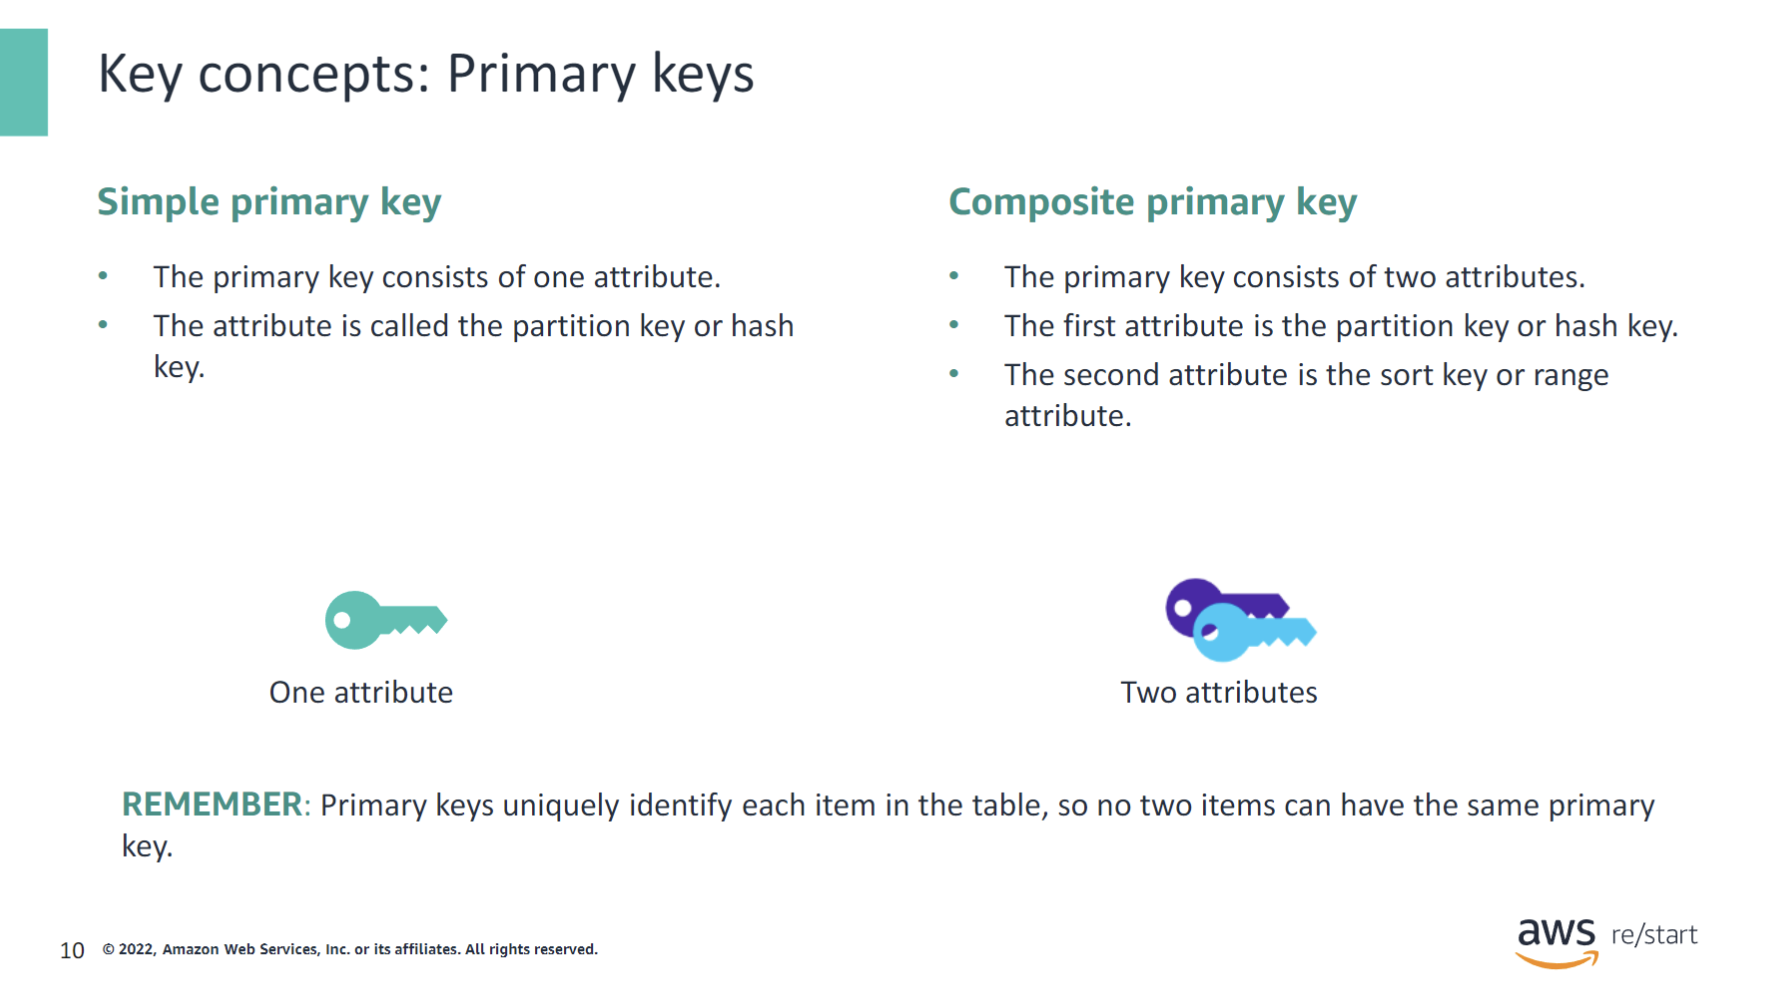 Key concepts: Primary keys
Simple primary key
• The primary key consists of one attribute.
• The attribute is called the partition key or hash
key.
One attribute
Composite primary key
• The primary key consists of two attributes.
• The first attribute is the partition key or hash key.
• The second attribute is the sort key or range
attribute.
Two attributes
REMEMBER: Primary keys uniquely identify each item in the table, so no two items can have the same primary
key.
10 © 2022, Amazon Web Services, Inc. or its affiliates. All rights reserved.
aws re/start